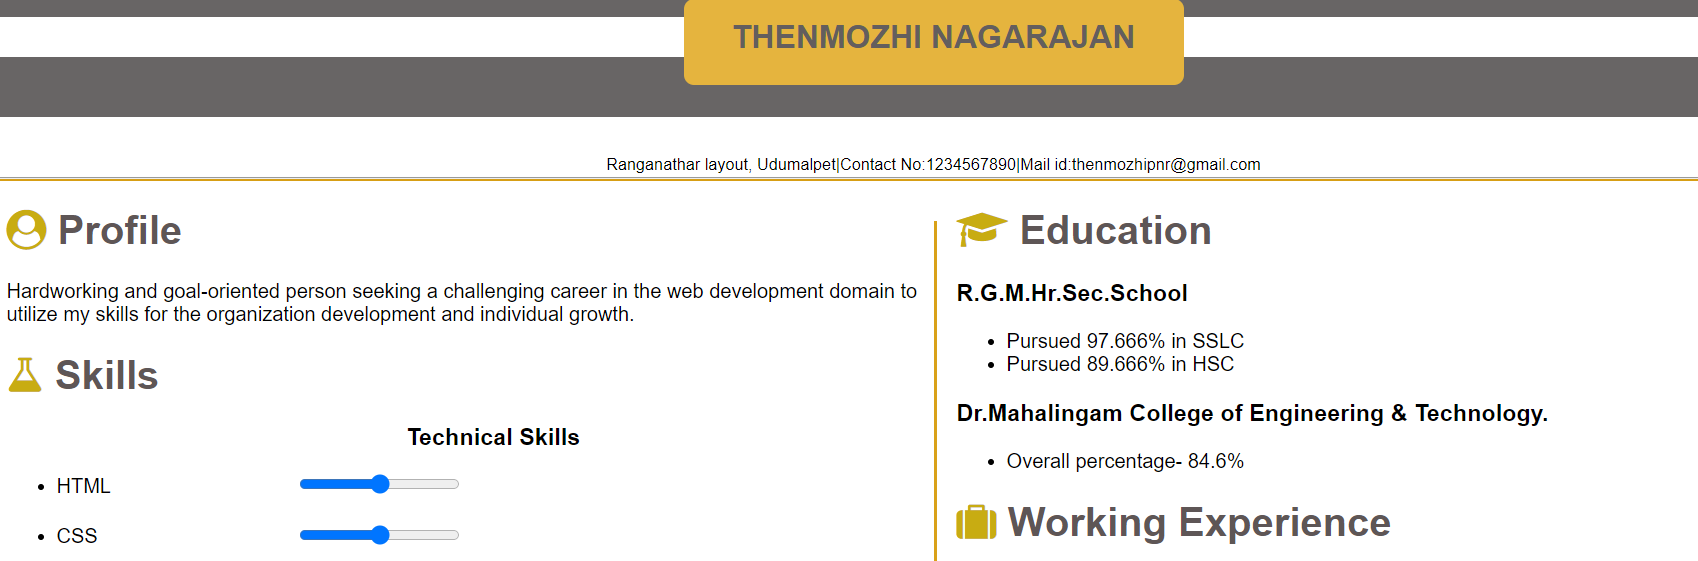 THENMOZHI NAGARAJAN
Ranganathar layout, Udumalpet|Contact No:1234567890|Mail id:thenmozhipnr@gmail.com
Profile
Hardworking and goal-oriented person seeking a challenging career in the web development domain to
utilize my skills for the organization development and individual growth.
Skills
Technical Skills
• HTML
• CSS
Education
R.G.M.Hr.Sec.School
• Pursued 97.666% in SSLC
• Pursued 89.666% in HSC
Dr.Mahalingam College of Engineering & Technology.
• Overall percentage- 84.6%
Working Experience